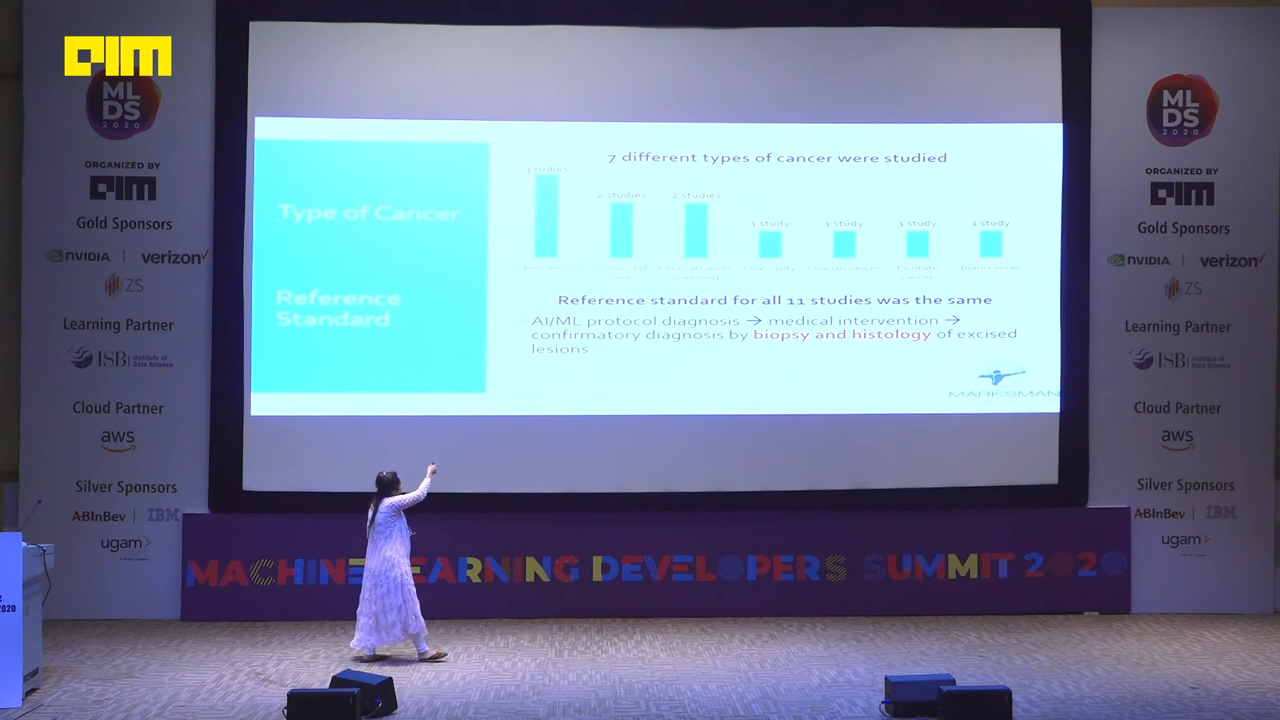 AIM
ML
DS
2020
ORGANIZED BY
AIM
Gold Sponsors
NVIDIA | verizon✓
ZS
Learning Partner
ISB | Institute of
Data Science
Cloud Partner
aws
Silver Sponsors
ABInBev | IBM
ugam
2020
7 different types of cancer were studied
3 studies
2 studies
2 studies
1 study
1 study
1 study
1 study
Type of Cancer
Reference
Standard
Reference standard for all 11 studies was the same
AI/ML protocol diagnosis → medical intervention →
confirmatory diagnosis by biopsy and histology of excised
lesions
MARKSMAN
MACHINE LEARNING DEVELOPERS SUMMIT 2020
ML
DS
2020
ORGANIZED BY
AIM
Gold Sponsors
NVIDIA. | verizon✓
ZS
Learning Partner
ISB | Institute of
Data Science
Cloud Partner
aws
Silver Sponsors
ABInBev | IBM
ugam